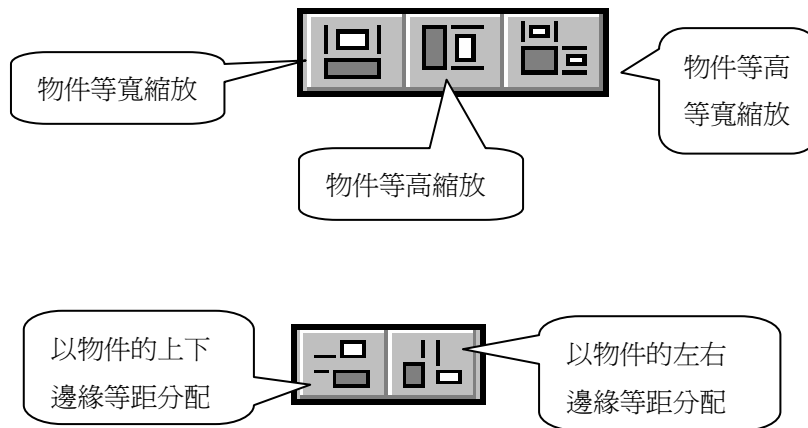 物件等寬縮放
物件等高
等寬縮放
物件等高縮放
以物件的上下
邊緣等距分配
以物件的左右
邊緣等距分配